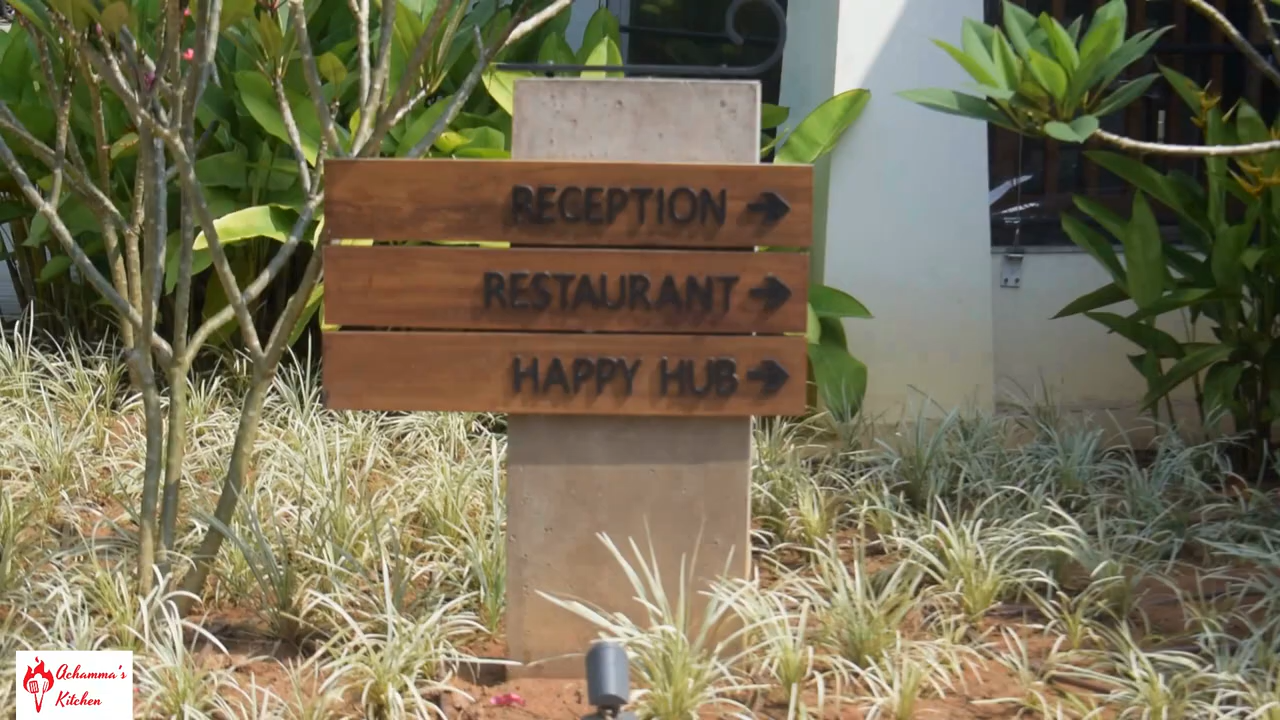 RECEPTION →
RESTAURANT →
HAPPY HUB →
Achamma's
Kitchen